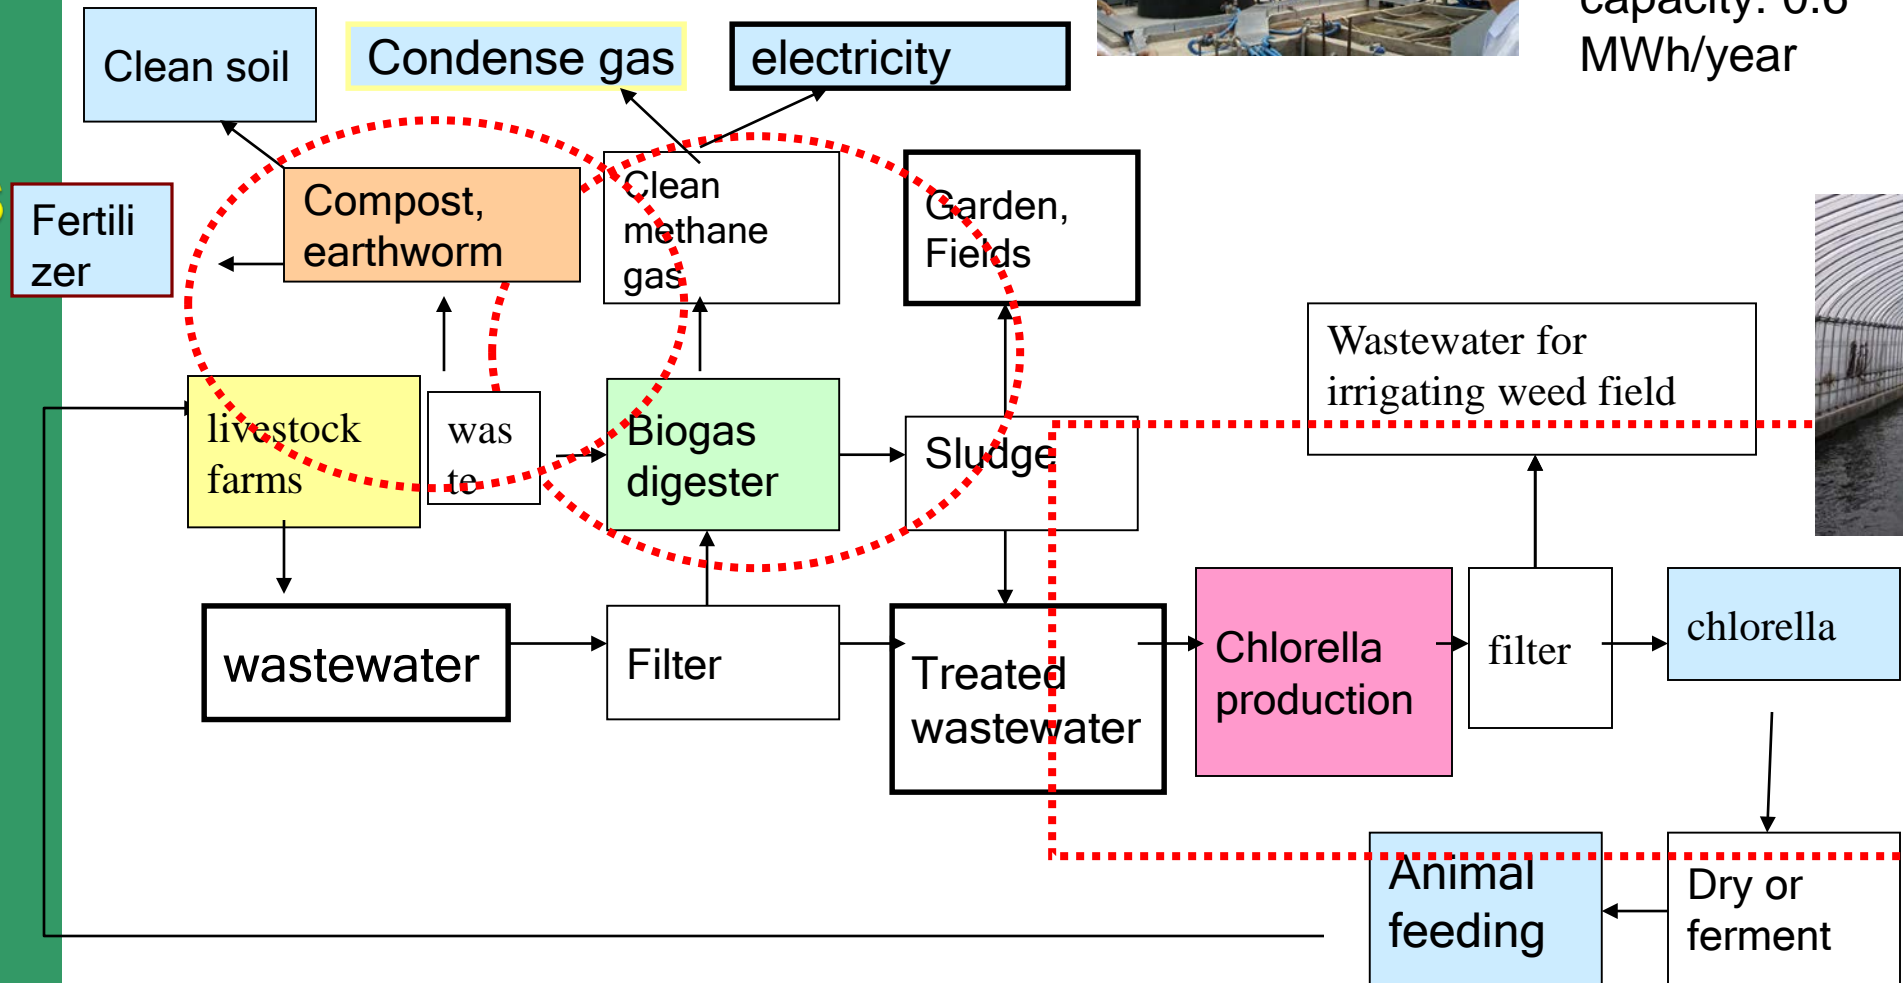 capacity: 0.6
MWh/year
Clean soil
Condense gas
electricity
Fertili
zer
Compost,
earthworm
Clean
methane
gas
Garden,
Fields
Wastewater for
irrigating weed field
livestock
farms
was
te
Biogas
digester
Sludge
wastewater
Filter
Treated
wastewater
Chlorella
production
filter
chlorella
Animal
feeding
Dry or
ferment